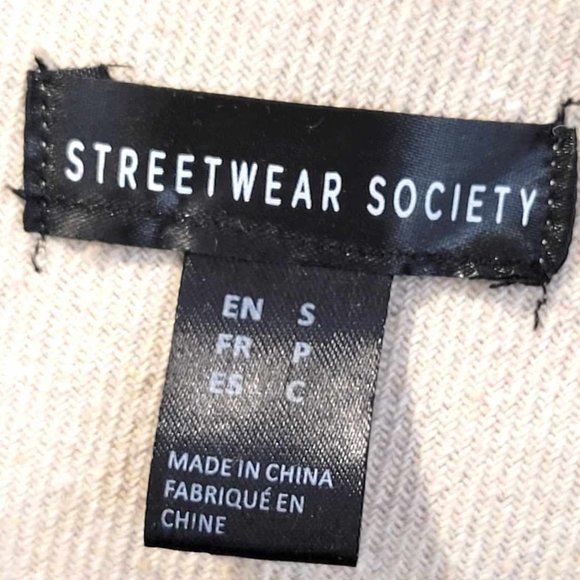 STREETWEAR SOCIETY
EN S
FR P
ES C
MADE IN CHINA
FABRIQUÉ EN
CHINE